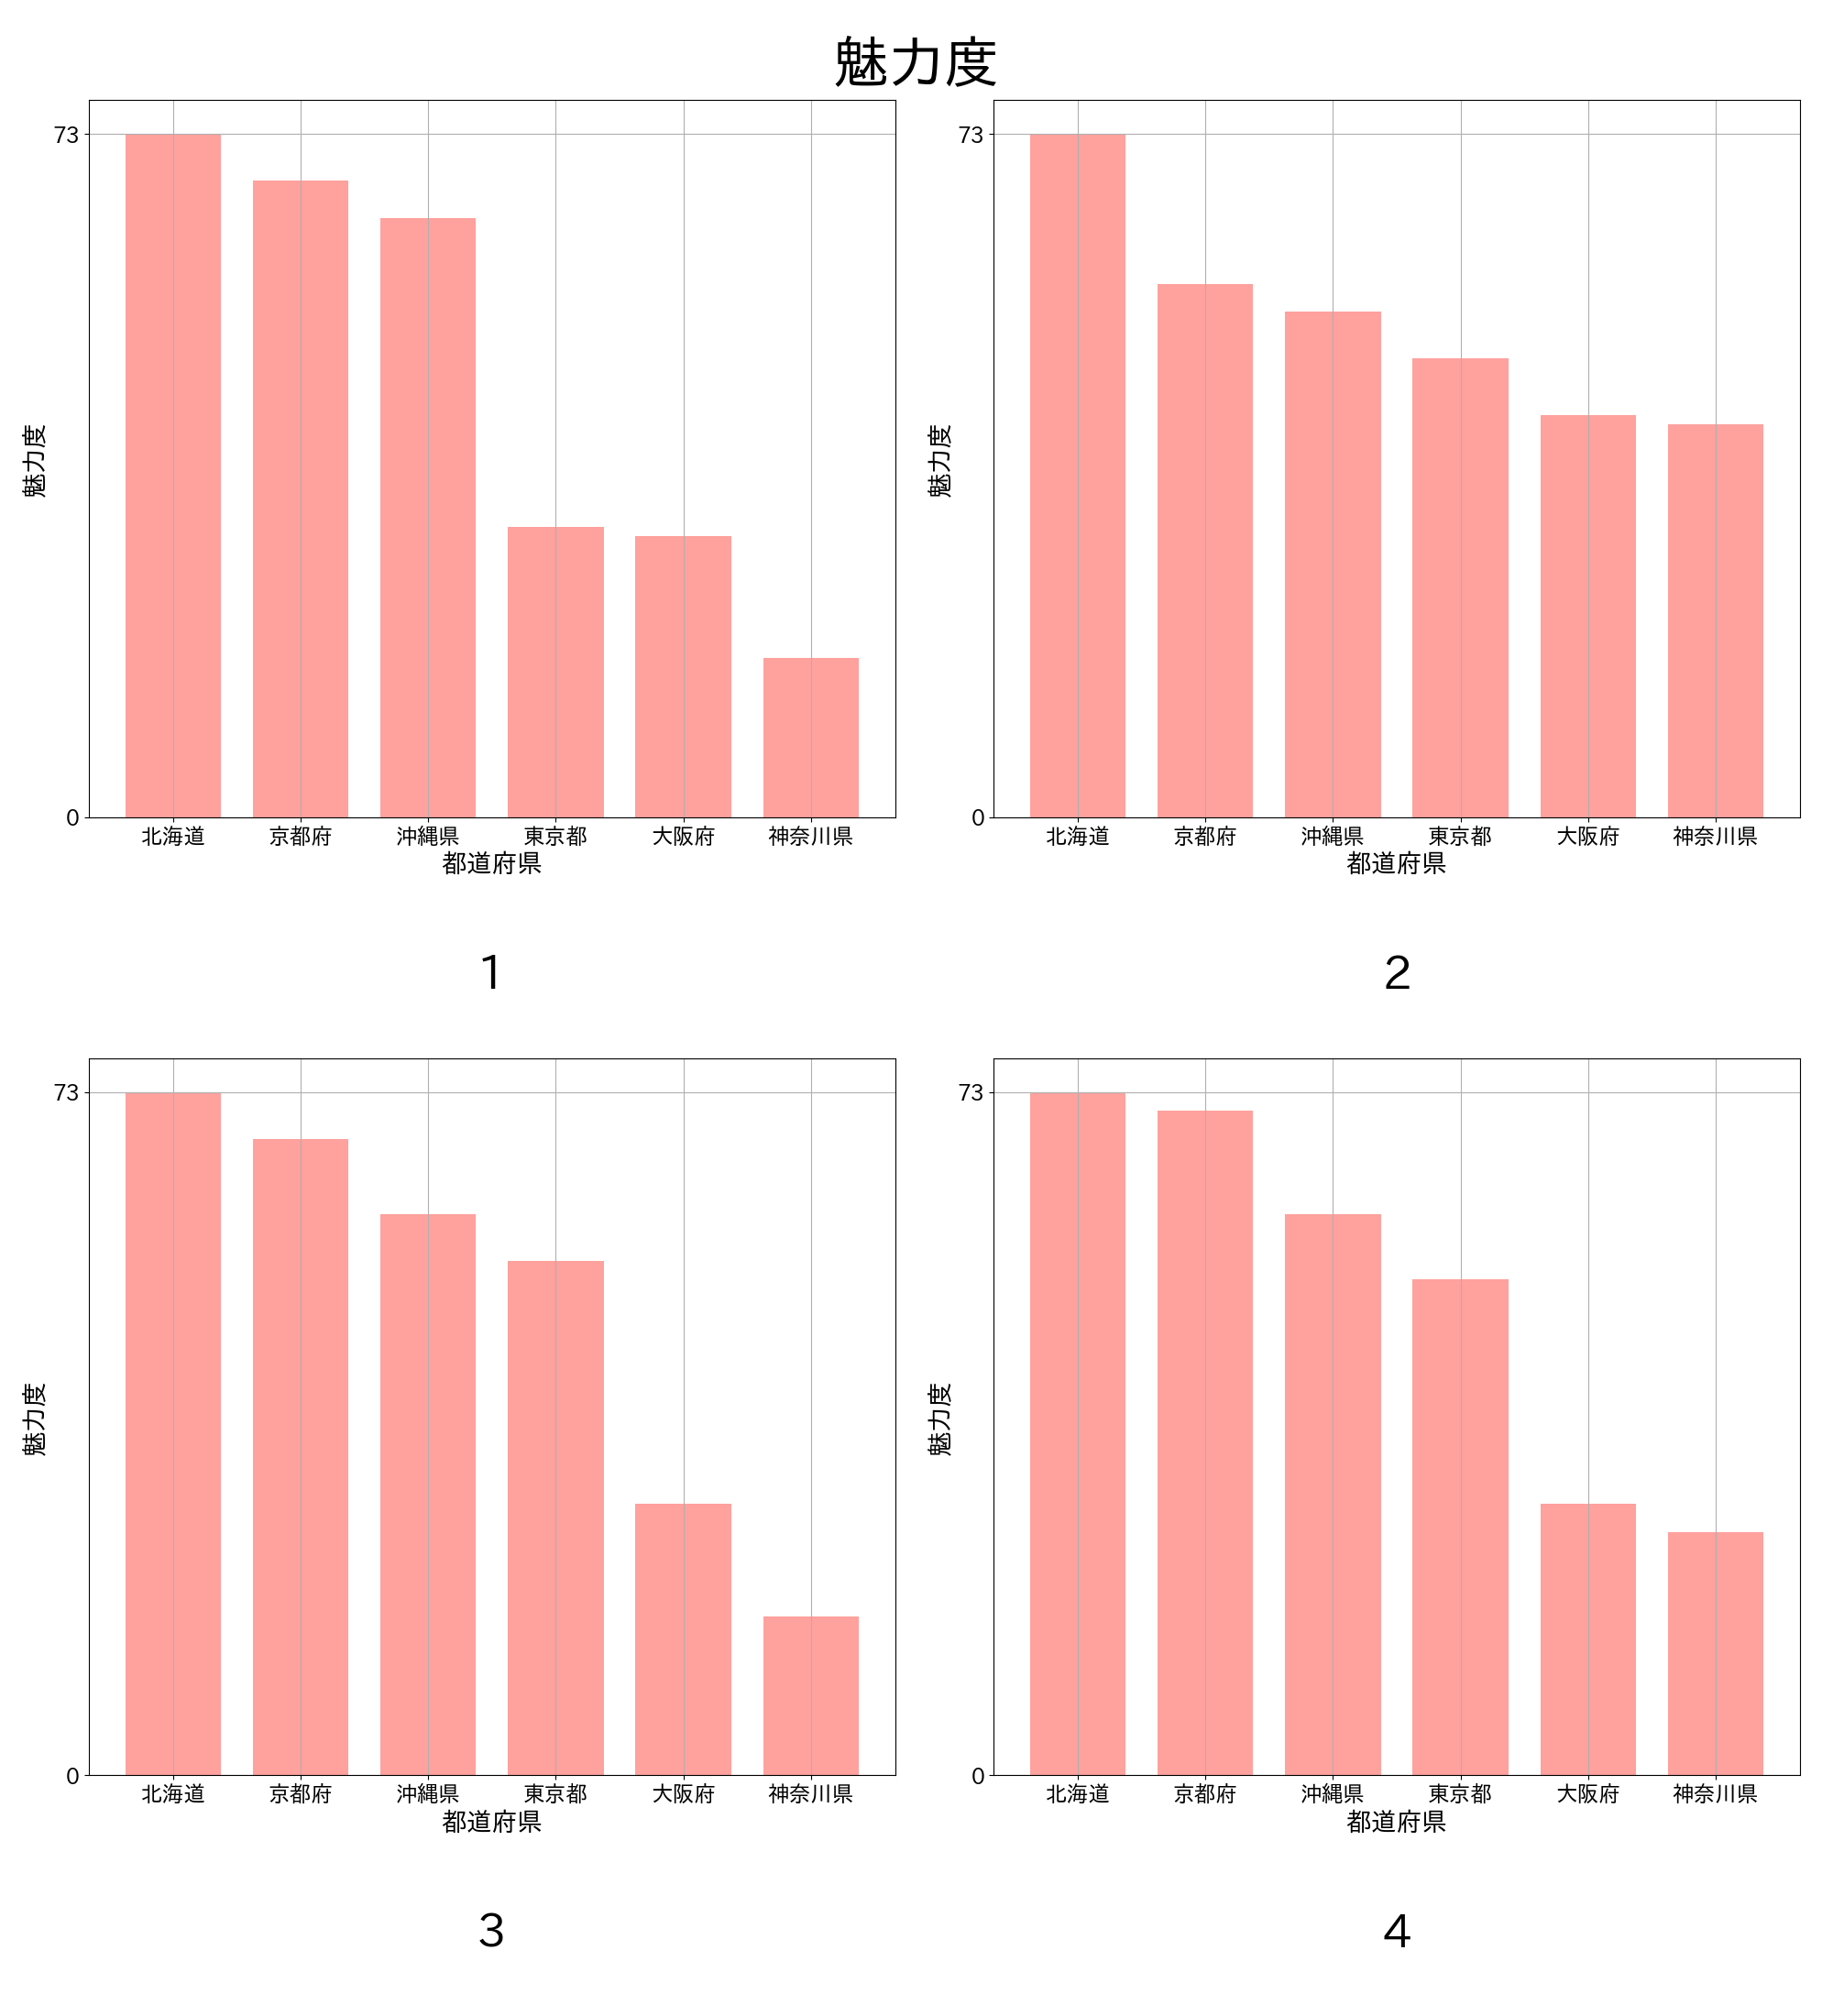 魅力度
73
0
魅力度
北海道 京都府 沖縄県 東京都 大阪府 神奈川県
都道府県
1
73
0
魅力度
北海道 京都府 沖縄県 東京都 大阪府 神奈川県
都道府県
2
73
0
魅力度
北海道 京都府 沖縄県 東京都 大阪府 神奈川県
都道府県
3
73
0
魅力度
北海道 京都府 沖縄県 東京都 大阪府 神奈川県
都道府県
4